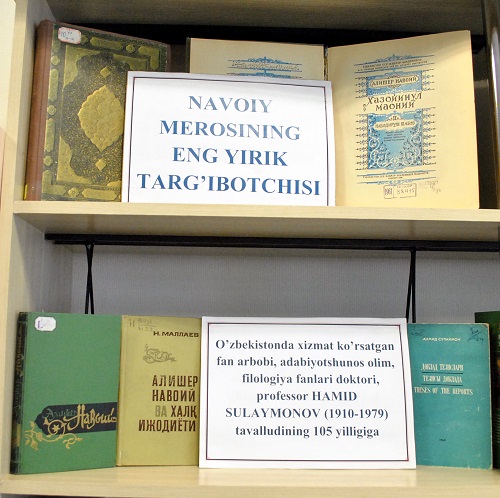 NAVOIY
MEROSINING
ENG YIRIK
TARG’IBOTCHISI
АЛИШЕР НАВОИЙ
Хазойинул
маоний
Алишер
Навоий
Н. МАЛЛАЕВ
АЛИШЕР
НАВОИЙ
ВА ХАЛҚ
ИЖОДИЁТИ
O’zbekistonda xizmat ko’rsatgan
fan arbobi, adabiyotshunos olim,
filologiya fanlari doktori,
professor HAMID
SULAYMONOV (1910-1979)
tavalludining 105 yilligiga
ДОКЛАД ТЕЗИСЛАРИ
ТЕЗИСЫ ДОКЛАДА
THESES OF THE REPORTS